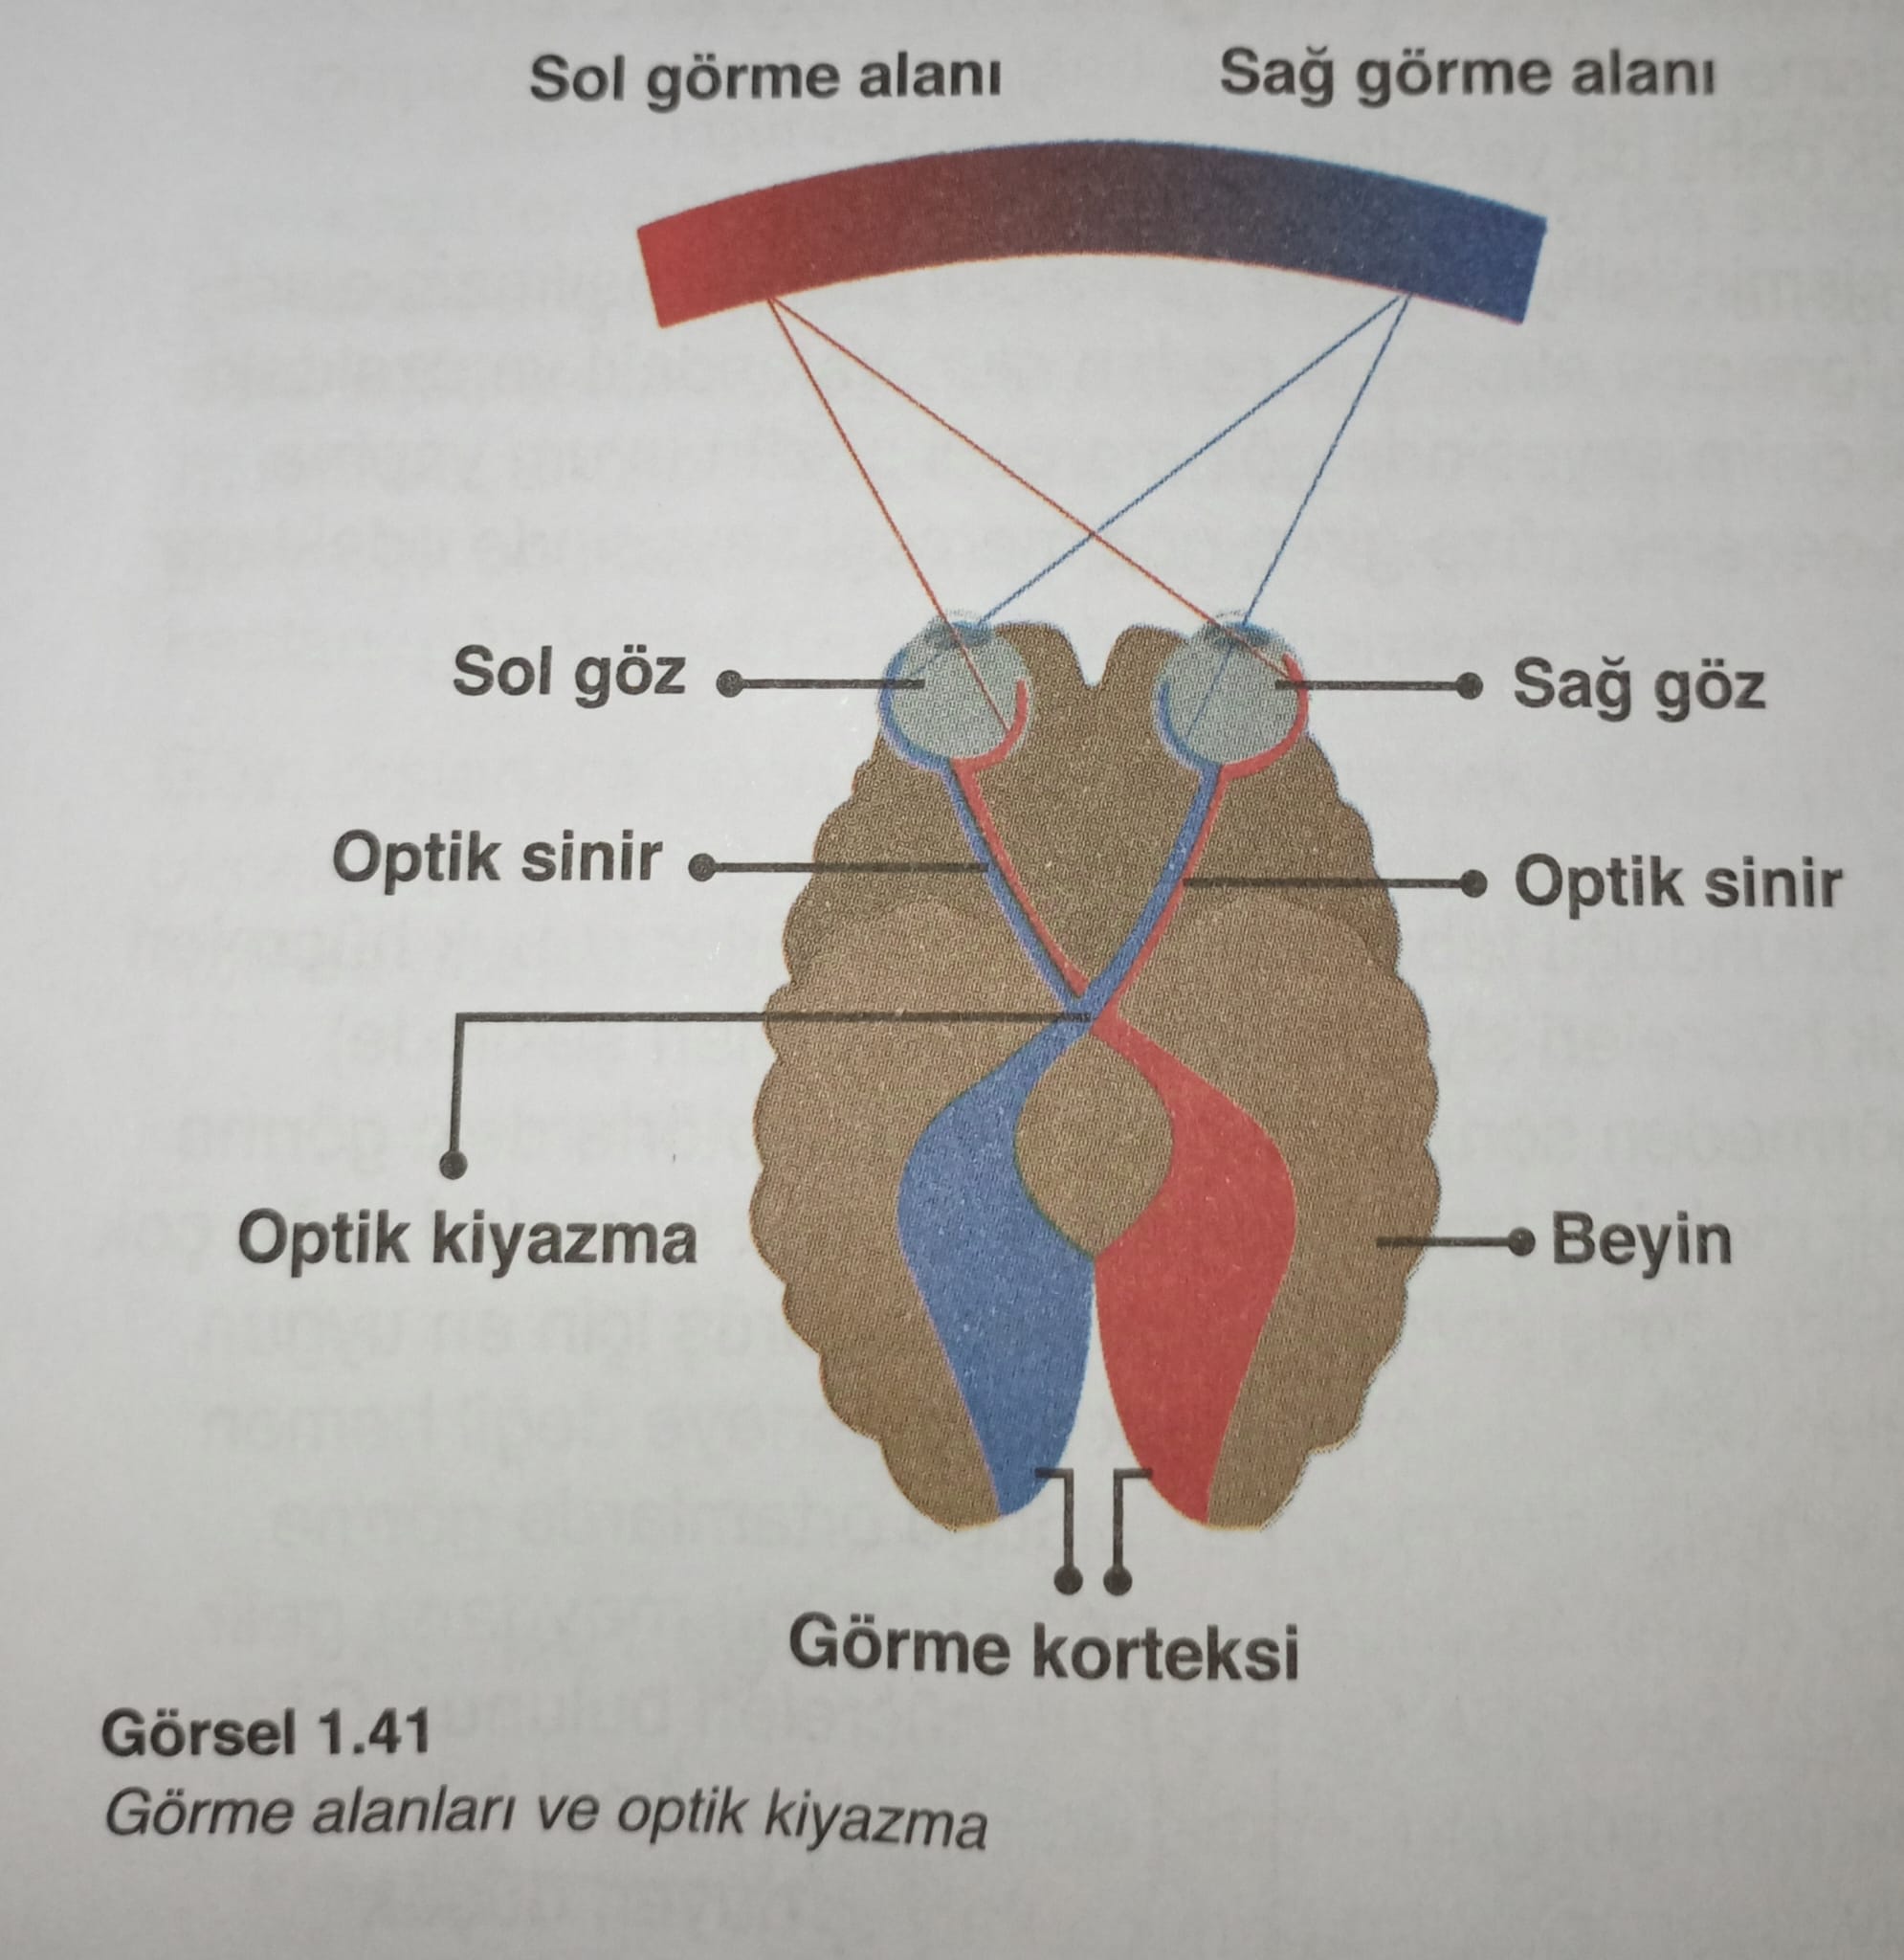 Sol görme alanı
Sağ görme alanı
Sol göz
Sağ göz
Optik sinir
Optik sinir
Optik kiyazma
Beyin
Görme korteksi
Görsel 1.41
Görme alanları ve optik kiyazma